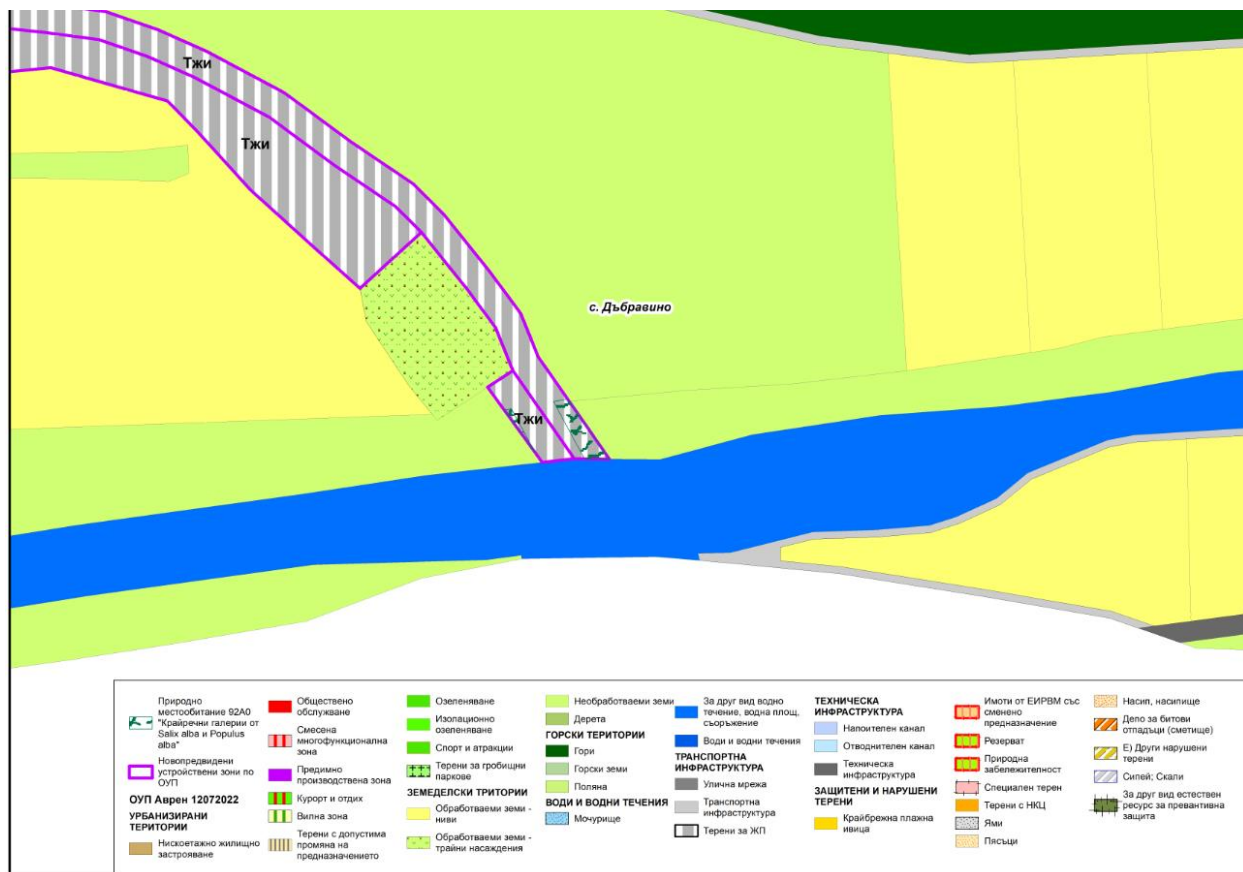 Тжи
Тжи
с. Дъбравино
Тжи
Природно
местообитание 92А0
"Крайречни галерии от
Salix alba и Populus
alba"
Новопредвидени
устройствени зони по
ОУП
ОУП Аврен 12072022
УРБАНИЗИРАНИ
ТЕРИТОРИИ
Нискоетажно жилищно
застрояване
Обществено
обслужване
Смесена
многофункционална
зона
Предимно
производствена зона
Курорт и отдих
Вилна зона
Терени с допустима
промяна на
предназначението
Озеленяване
Изолационно
озеленяване
Спорт и атракции
Терени за гробищни
паркове
ЗЕМЕДЕЛСКИ ТРИТОРИИ
Обработваеми земи -
ниви
Обработваеми земи -
трайни насаждения
Необработваеми земи
Дерета
ГОРСКИ ТЕРИТОРИИ
Гори
Горски земи
Поляна
ВОДИ И ВОДНИ ТЕЧЕНИЯ
Мочурище
За друг вид водно
течение, водна площ,
съоръжение
Води и водни течения
ТРАНСПОРТНА
ИНФРАСТРУКТУРА
Улична мрежа
Транспортна
инфраструктура
Терени за ЖП
ТЕХНИЧЕСКА
ИНФРАСТРУКТУРА
Напоителен канал
Отводнителен канал
Техническа
инфраструктура
ЗАЩИТЕНИ И НАРУШЕНИ
ТЕРЕНИ
Крайбрежна плажна
ивица
Имоти от ЕИРВМ със
сменено
предназначение
Резерват
Природна
забележителност
Специален терен
Терени с НКЦ
Ями
Пясъци
Насип, насипище
Депо за битови
отпадъци (сметище)
Е) Други нарушени
терени
Сипей; Скали
За друг вид естествен
ресурс за превантивна
защита